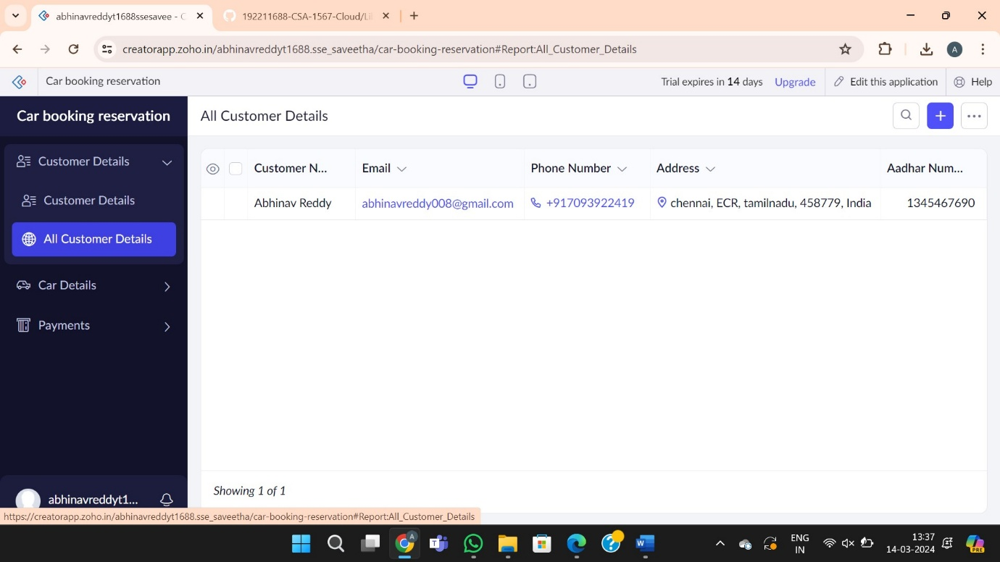 abhinavreddyt1688ssesavee - C
192211688-CSA-1567-Cloud/Li
creatorapp.zoho.in/abhinavreddyt1688.sse_saveetha/car-booking-reservation#Report:All_Customer_Details
A
Car booking reservation
Trial expires in 14 days
Upgrade
Edit this application
Help
Car booking reservation
All Customer Details
Customer Details
Customer Details
All Customer Details
Car Details
Payments
Customer N... Email Phone Number Address Aadhar Num...
Abhinav Reddy abhinavreddy008@gmail.com +917093922419 chennai, ECR, tamilnadu, 458779, India 1345467690
Showing 1 of 1
abhinavreddyt1...
https://creatorapp.zoho.in/abhinavreddyt1688.sse_saveetha/car-booking-reservation#Report:All_Customer_Details
A
ENG
IN
13:37
14-03-2024
PRE